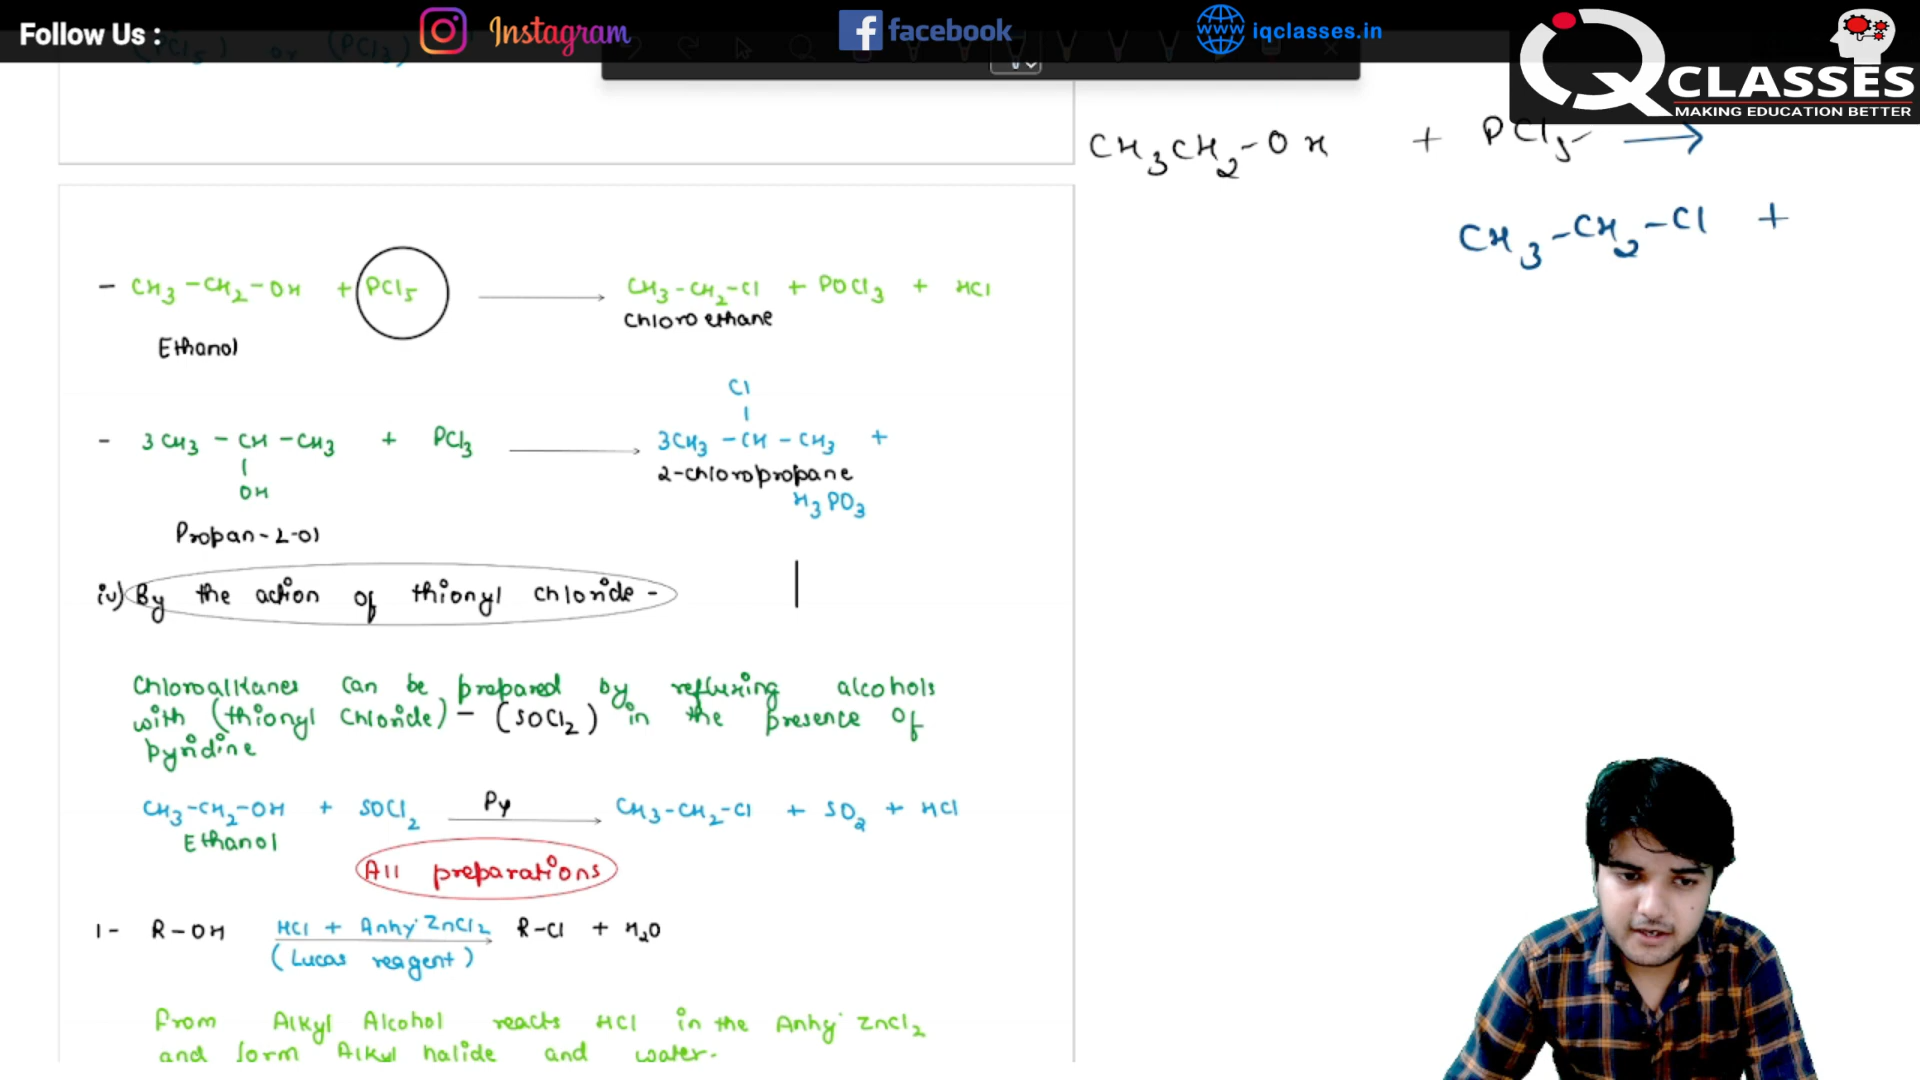 Follow Us :
Instagram
facebook
iqclasses.in
IQ CLASSES
MAKING EDUCATION BETTER
(PCl5) or (PCl3)
CH3CH2-OH + PCl5 →
CH3-CH2-Cl +
- CH3-CH2-OH + PCl5 → CH3-CH2-Cl + POCl3 + HCl
Chloroethane
Ethanol
Cl
- 3CH3-CH-CH3 + PCl3 → 3CH3-CH-CH3 +
OH
2-chloropropane
H3PO3
Propan-2-ol
iv) By the action of thionyl chloride -
Chloroalkanes can be prepared by refluxing alcohols
with (thionyl chloride) - (SOCl2) in the presence of
pyridine
CH3-CH2-OH + SOCl2 Py → CH3-CH2-Cl + SO2 + HCl
Ethanol
All preparations
1- R-OH HCl + Anhy· ZnCl2 → R-Cl + H2O
(Lucas reagent)
From Alkyl Alcohol reacts HCl in the Anhy· ZnCl2
and form Alkyl halide and water.